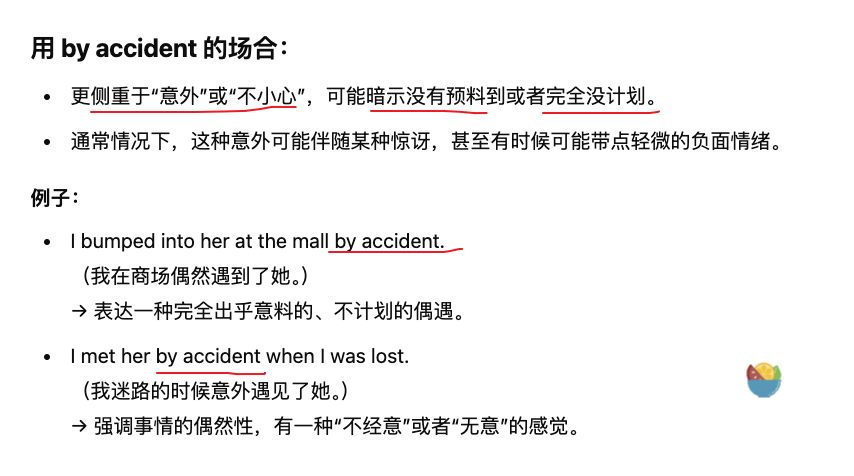 用 by accident 的场合：
• 更侧重于“意外”或“不小心”，可能暗示没有预料到或者完全没计划。
• 通常情况下，这种意外可能伴随某种惊讶，甚至有时候可能带点轻微的负面情绪。
例子：
• I bumped into her at the mall by accident.
（我在商场偶然遇到了她。）
→ 表达一种完全出乎意料的、不计划的偶遇。
• I met her by accident when I was lost.
（我迷路的时候意外遇见了她。）
→ 强调事情的偶然性，有一种“不经意”或者“无意”的感觉。